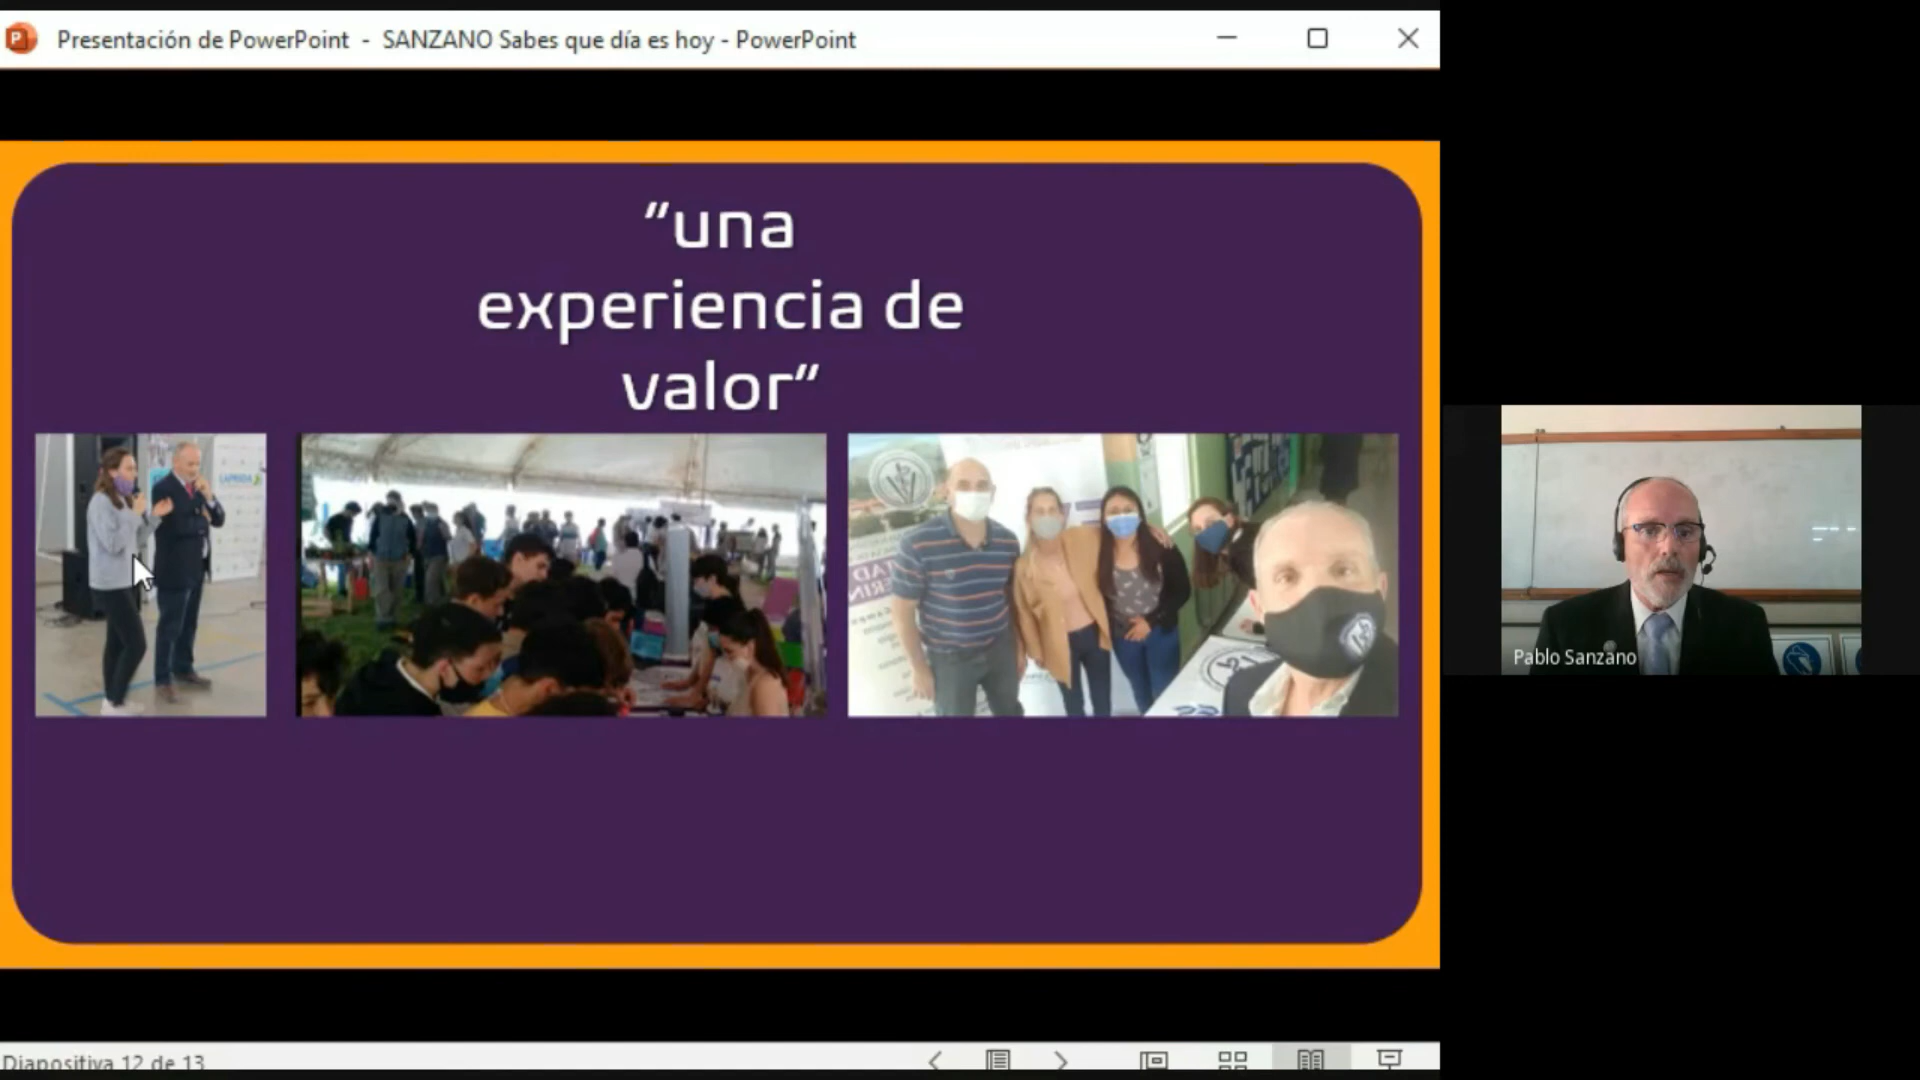 Presentación de PowerPoint - SANZANO Sabes que día es hoy - PowerPoint
"una
experiencia de
valor"
LAPRIDA
Pablo Sanzano
Diapositiva 12 de 13